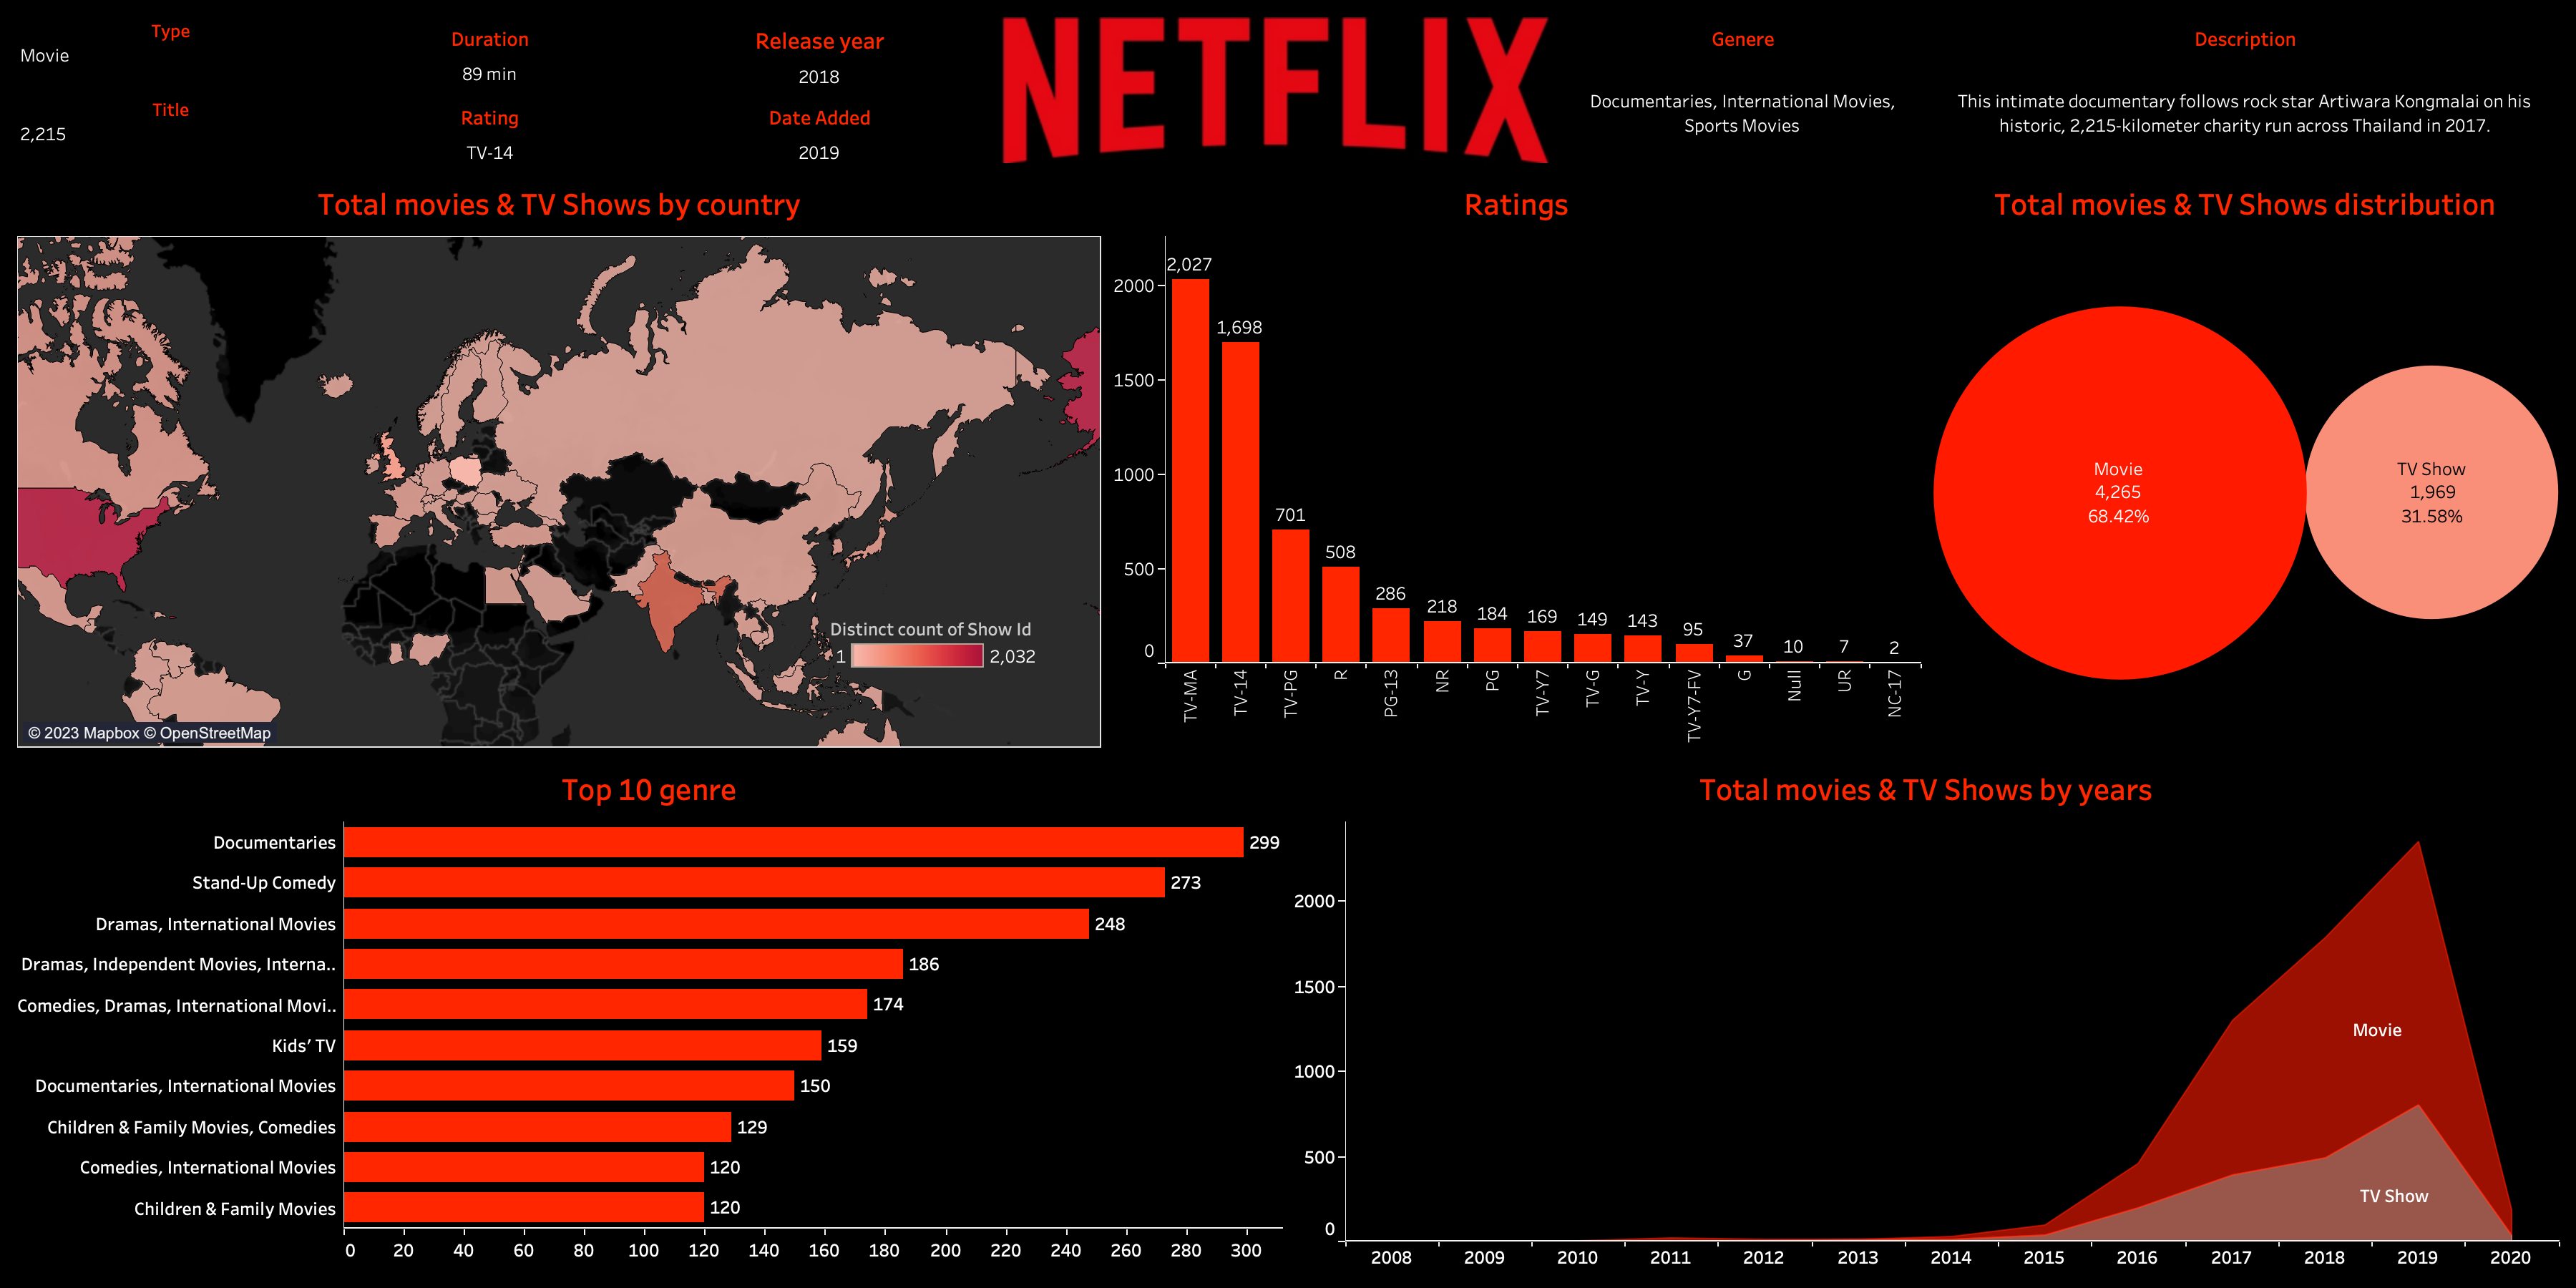 Type
Movie
Title
2,215
Duration
89 min
Rating
TV-14
Release year
2018
Date Added
2019
NETFLIX
Genere
Documentaries, International Movies,
Sports Movies
Description
This intimate documentary follows rock star Artiwara Kongmalai on his
historic, 2,215-kilometer charity run across Thailand in 2017.
Total movies & TV Shows by country
Distinct count of Show Id
1 2,032
© 2023 Mapbox © OpenStreetMap
Ratings
2000
1500
1000
500
0
2,027
1,698
701
508
286
218
184
169
149
143
95
37
10
7
2
TV-MA
TV-14
TV-PG
R
PG-13
NR
PG
TV-Y7
TV-G
TV-Y
TV-Y7-FV
G
Null
UR
NC-17
Total movies & TV Shows distribution
Movie
4,265
68.42%
TV Show
1,969
31.58%
Top 10 genre
Documentaries 299
Stand-Up Comedy 273
Dramas, International Movies 248
Dramas, Independent Movies, Interna.. 186
Comedies, Dramas, International Movi.. 174
Kids’ TV 159
Documentaries, International Movies 150
Children & Family Movies, Comedies 129
Comedies, International Movies 120
Children & Family Movies 120
0 20 40 60 80 100 120 140 160 180 200 220 240 260 280 300
Total movies & TV Shows by years
2000
1500
1000
500
0
Movie
TV Show
2008 2009 2010 2011 2012 2013 2014 2015 2016 2017 2018 2019 2020